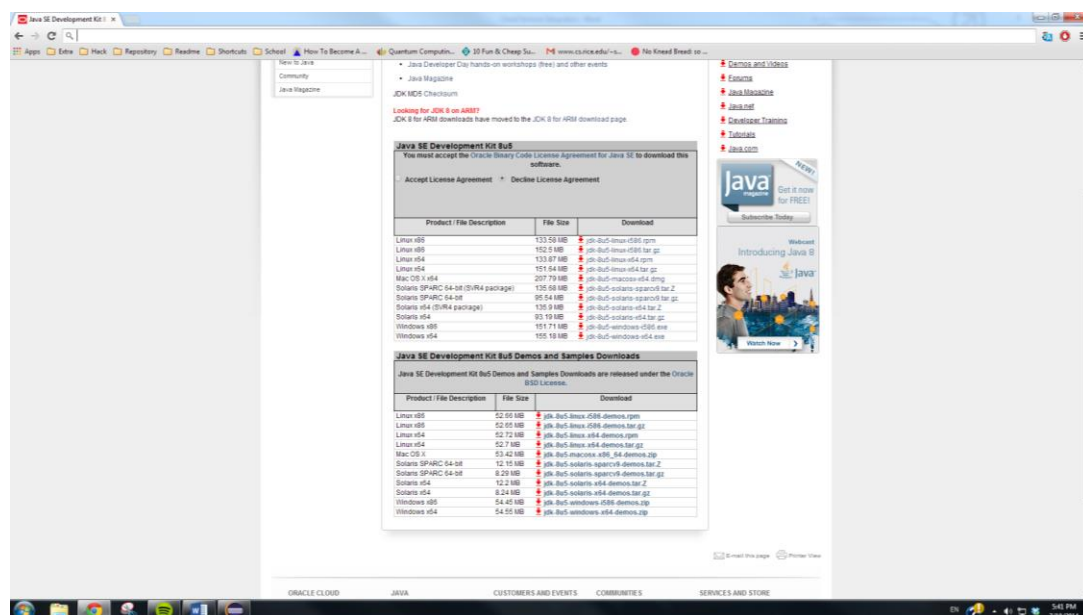 Java SE Development Kit 8
Apps Extra Hack Repository Readme Shortcuts School How To Become A ... Quantum Computin... 10 Fun & Cheap Su... www.cs.rice.edu/~s... No Knead Bread: so ...
New to Java
Community
Java Magazine
• Java Developer Day hands-on workshops (free) and other events
• Java Magazine
JDK MD5 Checksum
Looking for JDK 8 on ARM?
JDK 8 for ARM downloads have moved to the JDK 8 for ARM download page.
Java SE Development Kit 8u5
You must accept the Oracle Binary Code License Agreement for Java SE to download this
software.
Accept License Agreement Decline License Agreement
Product / File Description File Size Download
Linux x86 133.58 MB jdk-8u5-linux-i586.rpm
Linux x86 152.5 MB jdk-8u5-linux-i586.tar.gz
Linux x64 133.87 MB jdk-8u5-linux-x64.rpm
Linux x64 151.64 MB jdk-8u5-linux-x64.tar.gz
Mac OS X x64 207.79 MB jdk-8u5-macosx-x64.dmg
Solaris SPARC 64-bit (SVR4 package) 135.68 MB jdk-8u5-solaris-sparcv9.tar.Z
Solaris SPARC 64-bit 95.54 MB jdk-8u5-solaris-sparcv9.tar.gz
Solaris x64 (SVR4 package) 135.9 MB jdk-8u5-solaris-x64.tar.Z
Solaris x64 93.19 MB jdk-8u5-solaris-x64.tar.gz
Windows x86 151.71 MB jdk-8u5-windows-i586.exe
Windows x64 155.18 MB jdk-8u5-windows-x64.exe
Java SE Development Kit 8u5 Demos and Samples Downloads
Java SE Development Kit 8u5 Demos and Samples Downloads are released under the Oracle
BSD License.
Product / File Description File Size Download
Linux x86 52.66 MB jdk-8u5-linux-i586-demos.rpm
Linux x86 52.65 MB jdk-8u5-linux-i586-demos.tar.gz
Linux x64 52.72 MB jdk-8u5-linux-x64-demos.rpm
Linux x64 52.7 MB jdk-8u5-linux-x64-demos.tar.gz
Mac OS X 53.42 MB jdk-8u5-macosx-x86_64-demos.zip
Solaris SPARC 64-bit 12.15 MB jdk-8u5-solaris-sparcv9-demos.tar.Z
Solaris SPARC 64-bit 8.29 MB jdk-8u5-solaris-sparcv9-demos.tar.gz
Solaris x64 12.2 MB jdk-8u5-solaris-x64-demos.tar.Z
Solaris x64 8.24 MB jdk-8u5-solaris-x64-demos.tar.gz
Windows x86 54.45 MB jdk-8u5-windows-i586-demos.zip
Windows x64 54.55 MB jdk-8u5-windows-x64-demos.zip
Demos and Videos
Forums
Java Magazine
Java.net
Developer Training
Tutorials
Java.com
NEW!
Java
magazine
Get it now
for FREE!
Subscribe Today
Webcast
Introducing Java 8
Java
Watch Now
E-mail this page Printer View
ORACLE CLOUD JAVA CUSTOMERS AND EVENTS COMMUNITIES SERVICES AND STORE
EN 5:41 PM